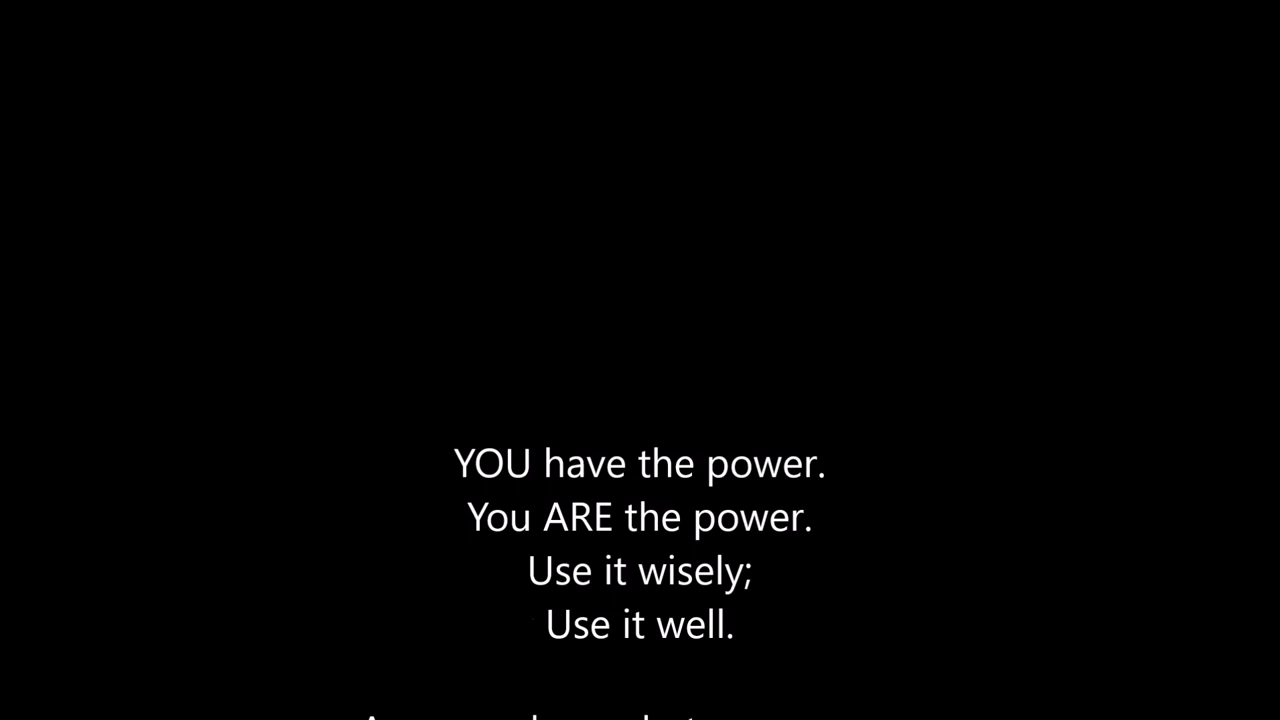 YOU have the power.
You ARE the power.
Use it wisely;
Use it well.